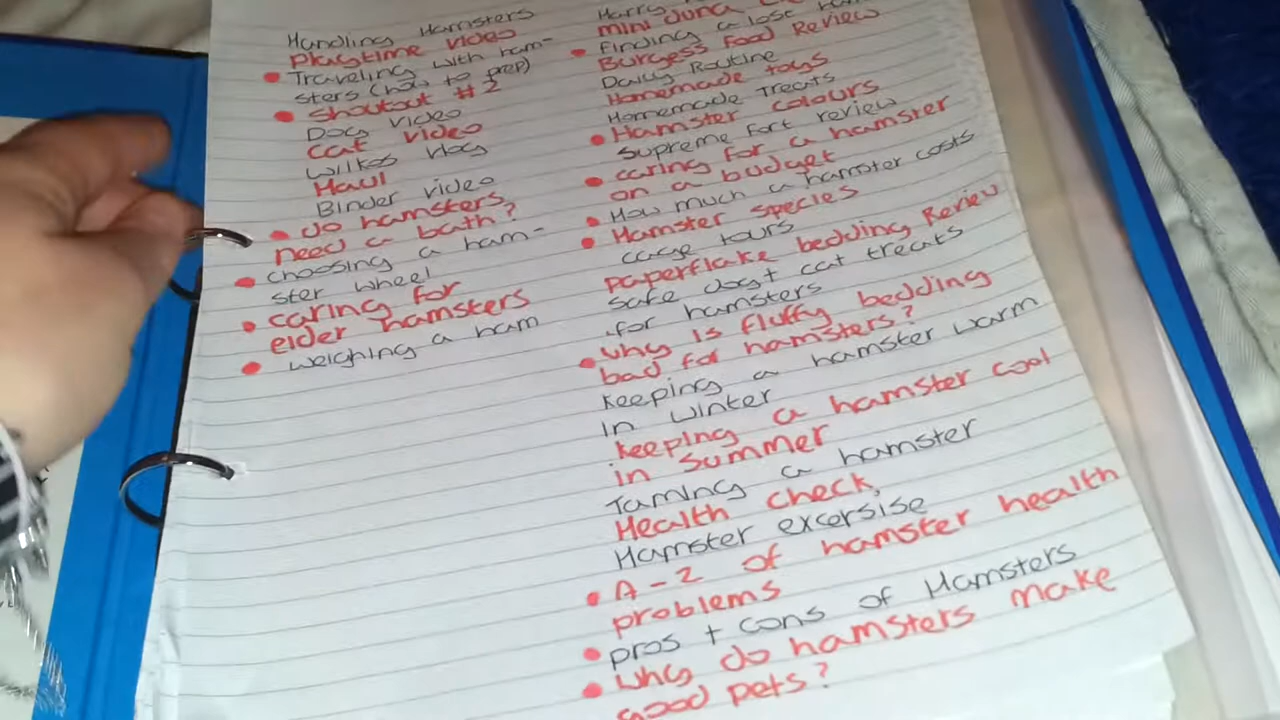 Handling Hamsters
Playtime video
Traveling with ham-
sters (how to prep)
shoutout #2
Dog video
cat video
Wilkos vlog
Haul
Binder video
do hamsters
need a bath?
choosing a ham-
ster wheel
caring for
elder hamsters
weighing a ham
Harry
mini
finding a lost
Burgess Food Review
Daily Routine
Homemade toys
Homemade Treats
Hamster colours
Supreme fort review
caring for a hamster
on a budget
How much a hamster costs
Hamster species
cage tours
paperflake bedding Review
safe dog + cat treats
for hamsters
why is fluffy bedding
bad for hamsters?
Keeping a hamster warm
in winter
keeping a hamster cool
in summer
Taming a hamster
Health check
Hamster excersise
A-Z of hamster health
problems
pros + cons of Hamsters
why do hamsters make
good pets?